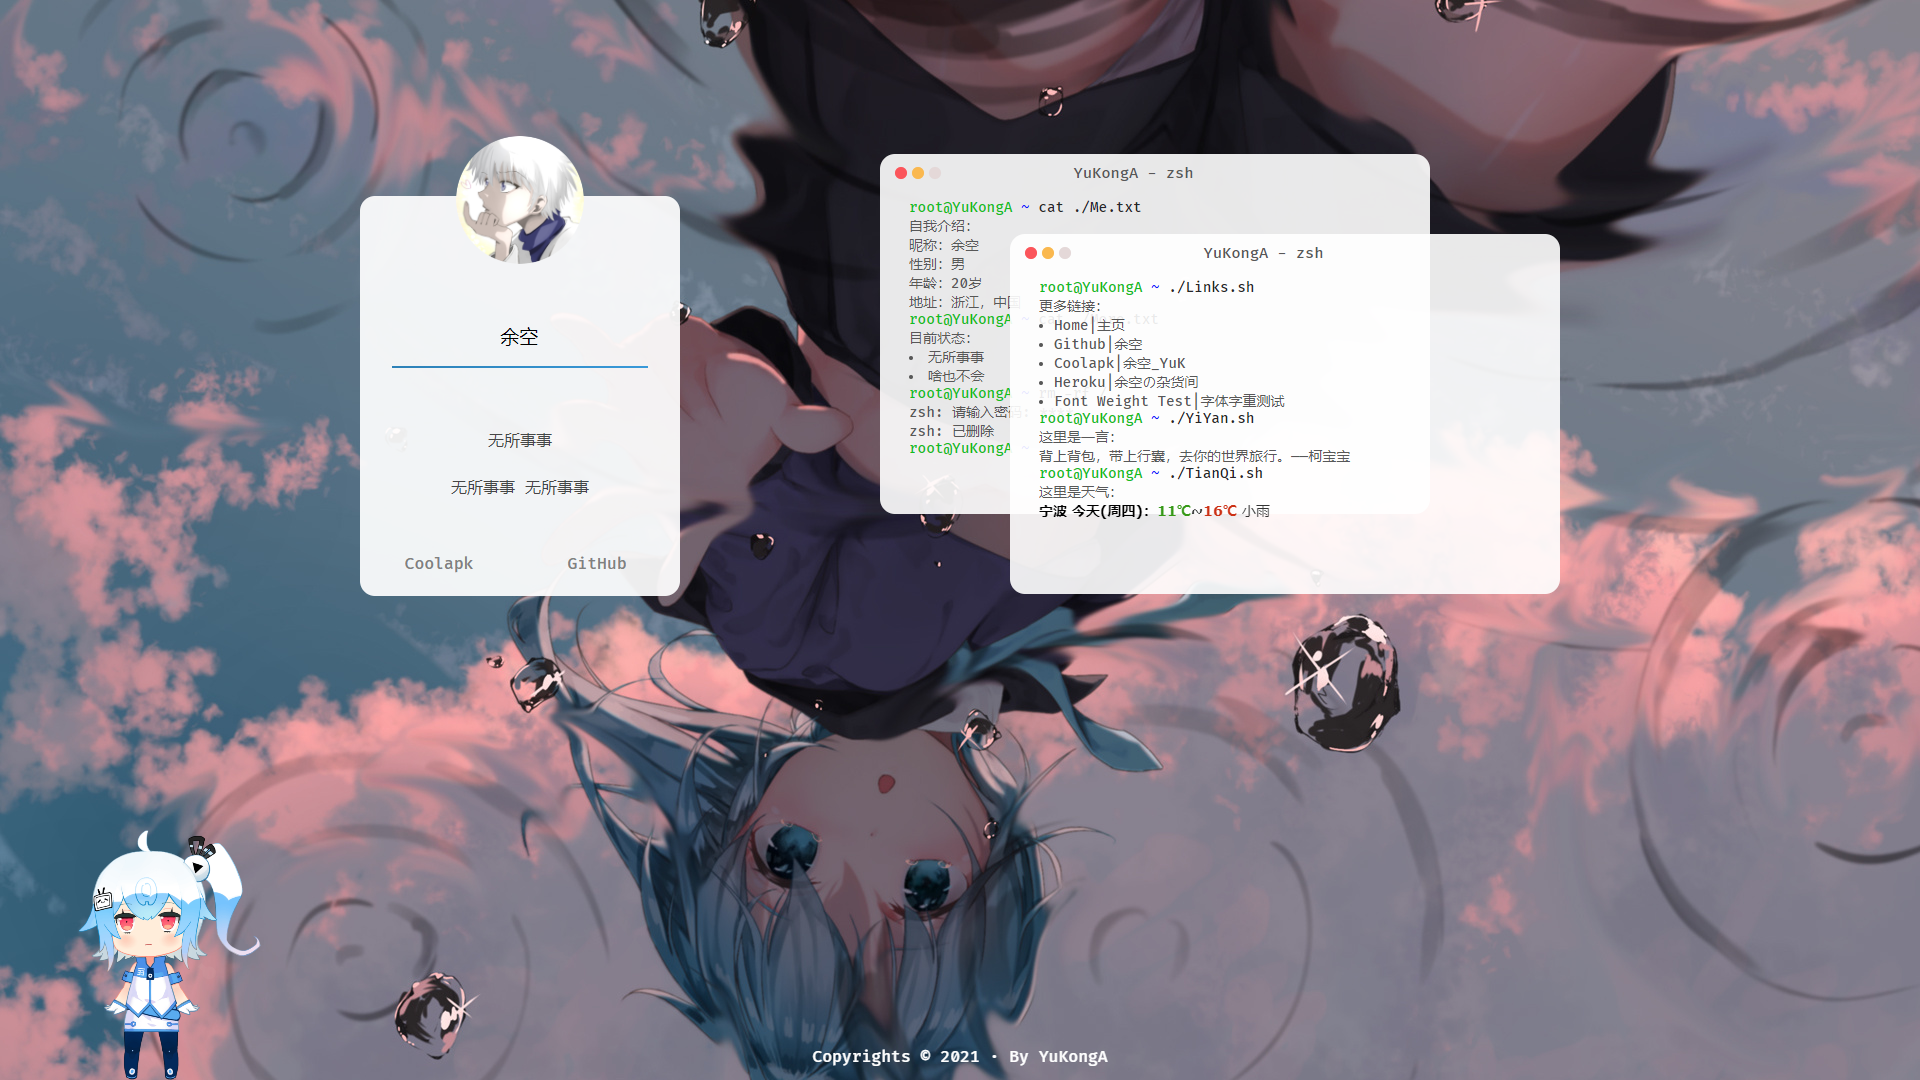 余空
无所事事
无所事事 无所事事
Coolapk GitHub
YuKongA - zsh
root@YuKongA ~ cat ./Me.txt
自我介绍:
昵称: 余空
性别: 男
年龄: 20岁
地址: 浙江, 中国
root@YuKongA ~ cat
目前状态:
• 无所事事
• 啥也不会
root@YuKongA
zsh: 请输入密码:
zsh: 已删除
root@YuKongA ~
YuKongA - zsh
root@YuKongA ~ ./Links.sh
更多链接:
• Home|主页
• Github|余空
• Coolapk|余空_YuK
• Heroku|余空の杂货间
• Font Weight Test|字体字重测试
root@YuKongA ~ ./YiYan.sh
这里是一言:
背上背包，带上行囊，去你的世界旅行。——柯宝宝
root@YuKongA ~ ./TianQi.sh
这里是天气:
宁波 今天(周四)： 11℃~16℃ 小雨
Copyrights © 2021 · By YuKongA